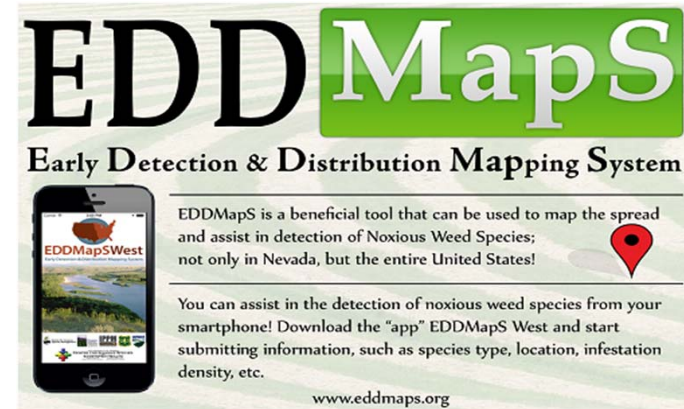 EDDMapS
Early Detection & Distribution Mapping System
EDDMapSWest
Early Detection & Distribution Mapping System
EDDMapS is a beneficial tool that can be used to map the spread
and assist in detection of Noxious Weed Species;
not only in Nevada, but the entire United States!
You can assist in the detection of noxious weed species from your
smartphone! Download the “app” EDDMapS West and start
submitting information, such as species type, location, infestation
density, etc.
www.eddmaps.org